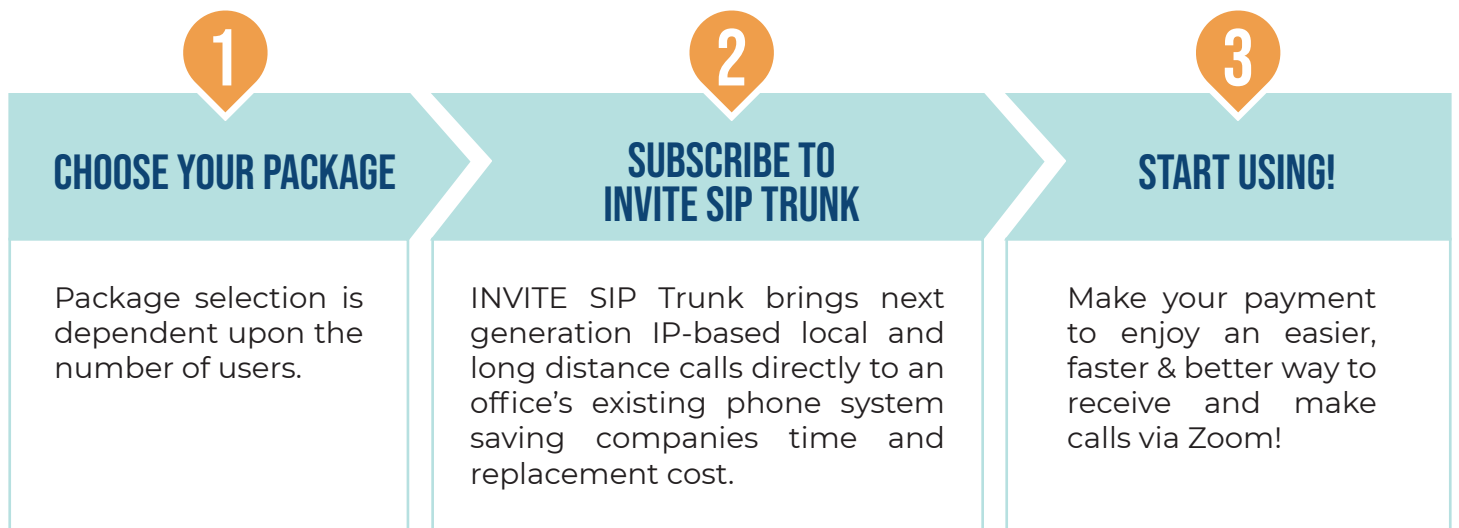 1
CHOOSE YOUR PACKAGE
Package selection is
dependent upon the
number of users.
2
SUBSCRIBE TO
INVITE SIP TRUNK
INVITE SIP Trunk brings next
generation IP-based local and
long distance calls directly to an
office’s existing phone system
saving companies time and
replacement cost.
3
START USING!
Make your payment
to enjoy an easier,
faster & better way to
receive and make
calls via Zoom!